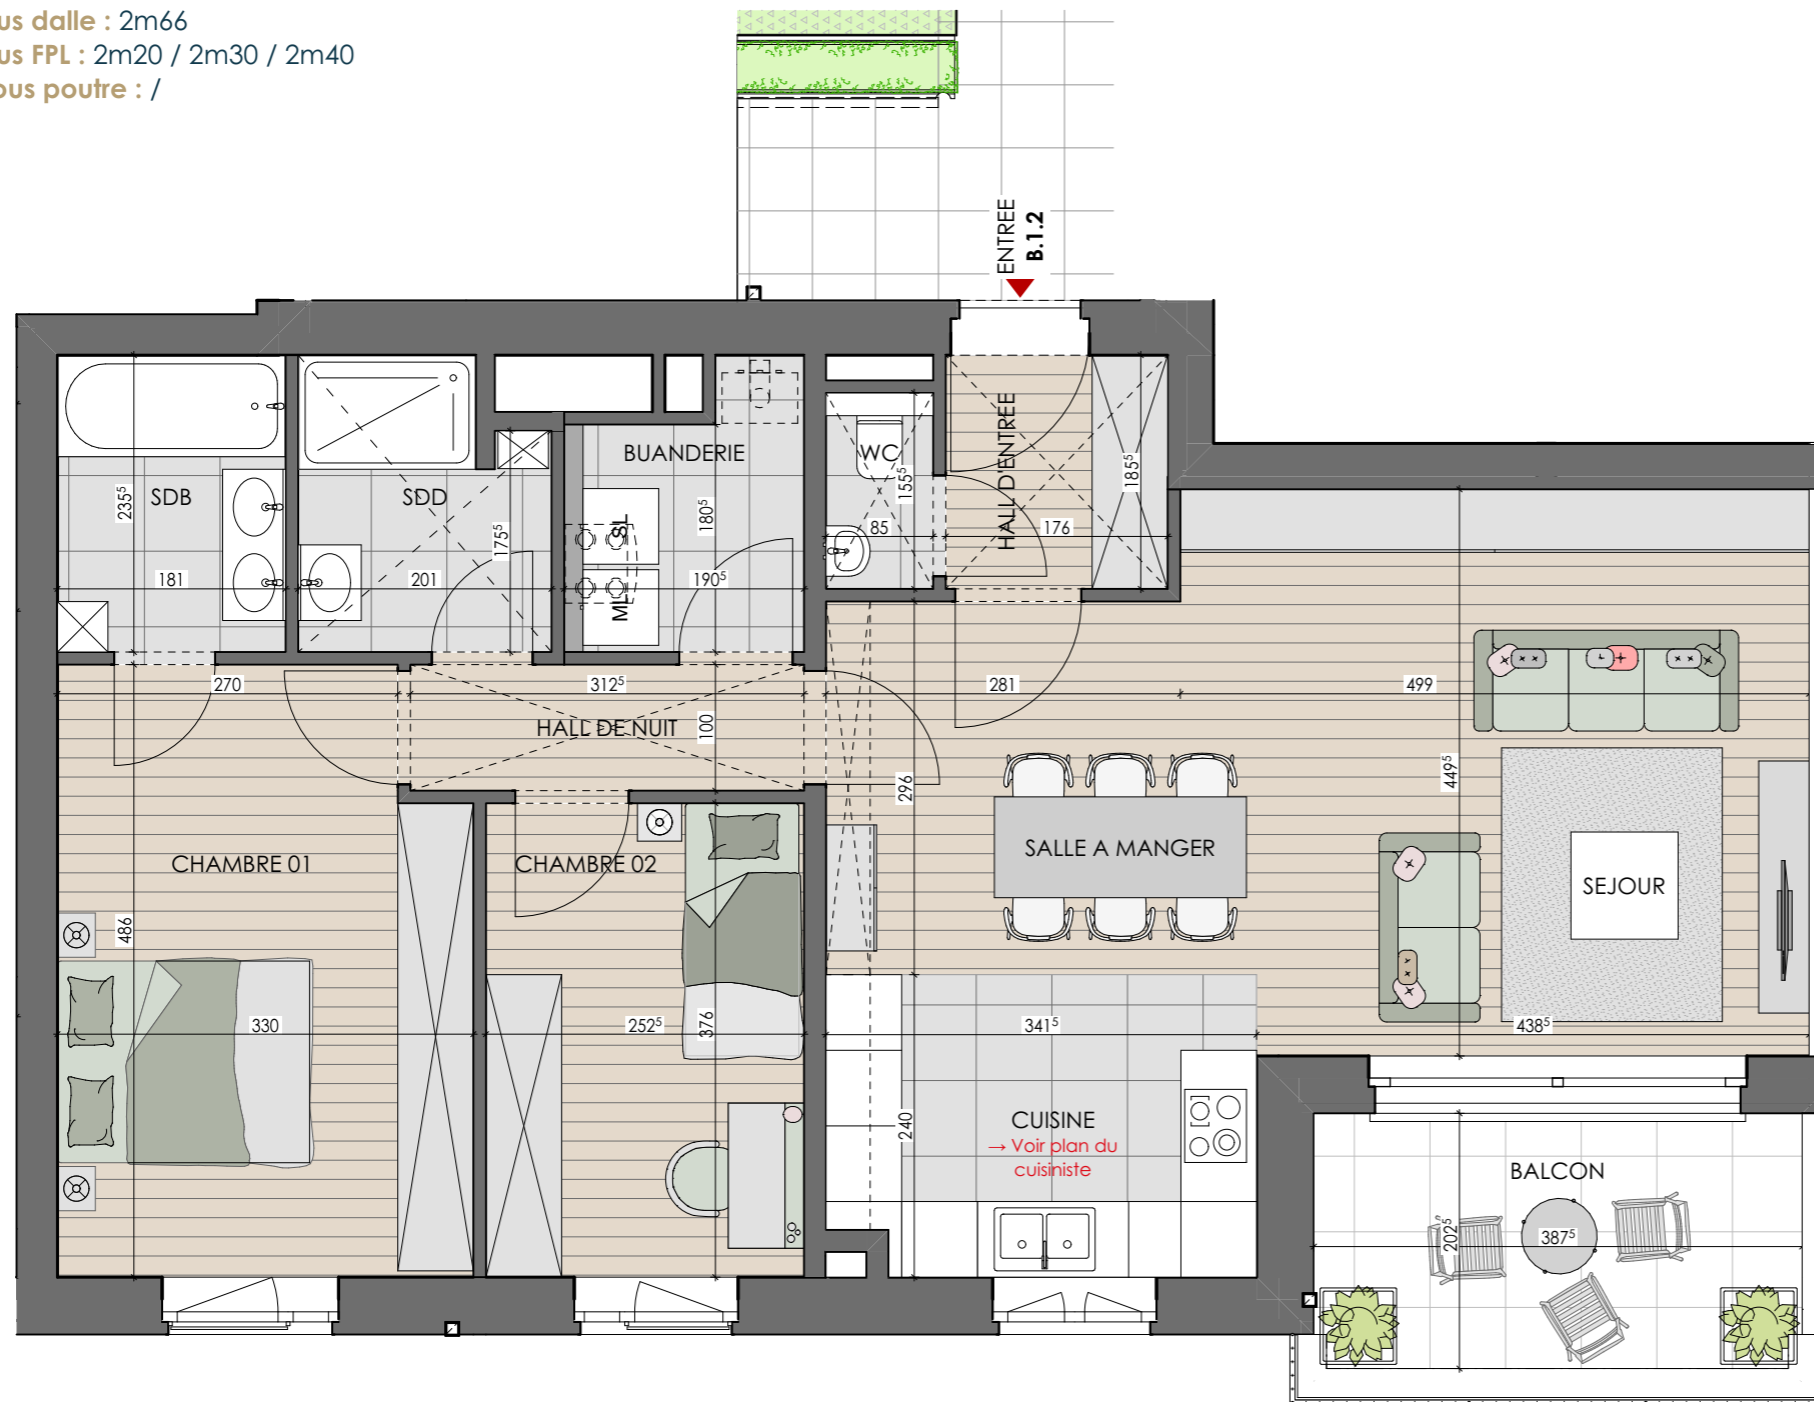 us dalle : 2m66
us FPL : 2m20 / 2m30 / 2m40
ous poutre : /
ENTREE
B.1.2
BUANDERIE
WC
HALL D'ENTREE
SDB
SDD
235⁵
175⁵
180⁵
155⁵
185⁵
SL
ML
85
176
181
201
190⁵
270
312⁵
281
499
HALL DE NUIT
100
296
449⁵
CHAMBRE 01
CHAMBRE 02
SALLE A MANGER
SEJOUR
486
330
252⁵
376
341⁵
438⁵
240
CUISINE
→ Voir plan du
cuisiniste
BALCON
202⁵
387⁵